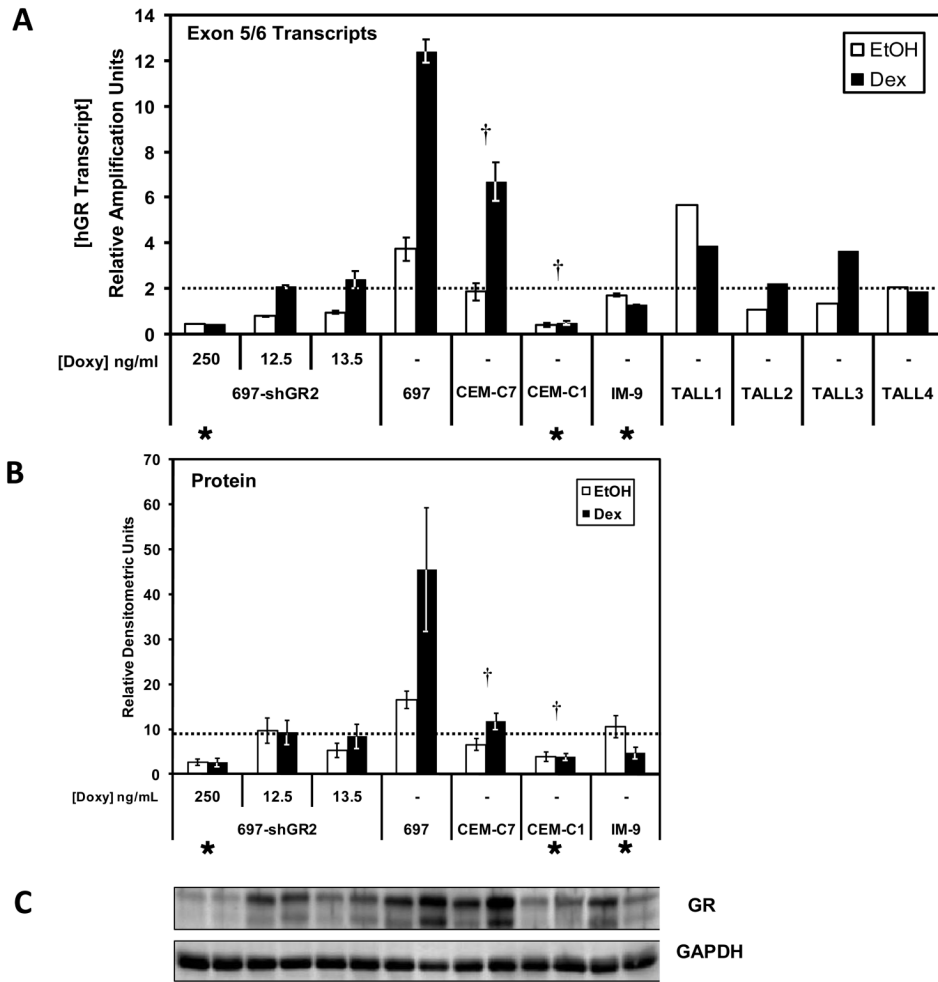 A
Exon 5/6 Transcripts
EtOH
Dex
[hGR Transcript]
Relative Amplification Units
14
12
10
8
6
4
2
0
†
†
[Doxy] ng/ml
250 12.5 13.5 - - - - - - - -
697-shGR2 697 CEM-C7 CEM-C1 IM-9 TALL1 TALL2 TALL3 TALL4
* * *
B
Protein
EtOH
Dex
Relative Densitometric Units
70
60
50
40
30
20
10
0
†
†
[Doxy] ng/mL
250 12.5 13.5 - - - -
697-shGR2 697 CEM-C7 CEM-C1 IM-9
* * *
C
GR
GAPDH